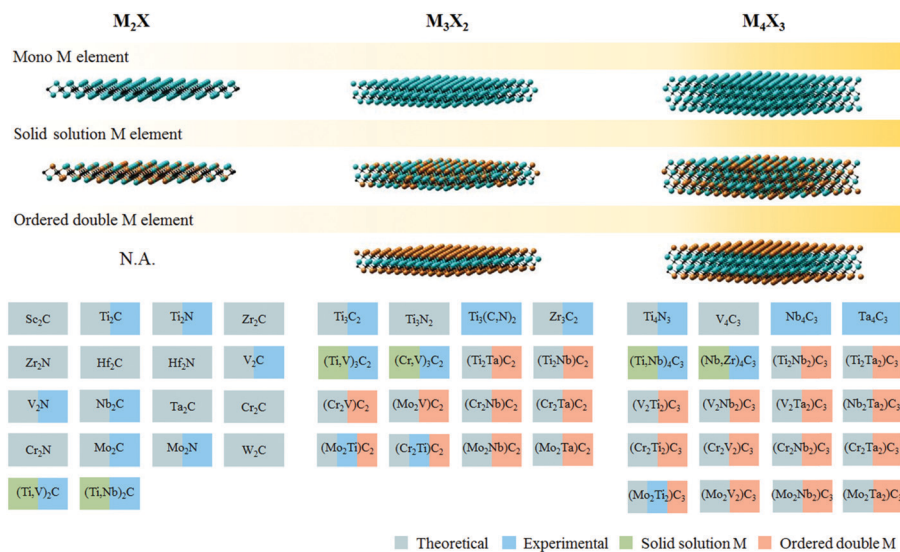 M₂X M₃X₂ M₄X₃
Mono M element
Solid solution M element
Ordered double M element
N.A.
Sc₂C Ti₂C Ti₂N Zr₂C Ti₃C₂ Ti₃N₂ Ti₃(C,N)₂ Zr₃C₂ Ti₄N₃ V₄C₃ Nb₄C₃ Ta₄C₃
Zr₂N Hf₂C Hf₂N V₂C (Ti,V)₃C₂ (Cr,V)₃C₂ (Ti₂Ta)C₂ (Ti₂Nb)C₂ (Ti,Nb)₄C₃ (Nb,Zr)₄C₃ (Ti₂Nb₂)C₃ (Ti₂Ta₂)C₃
V₂N Nb₂C Ta₂C Cr₂C (Cr₂V)C₂ (Mo₂V)C₂ (Cr₂Nb)C₂ (Cr₂Ta)C₂ (V₂Ti₂)C₃ (V₂Nb₂)C₃ (V₂Ta₂)C₃ (Nb₂Ta₂)C₃
Cr₂N Mo₂C Mo₂N W₂C (Mo₂Ti)C₂ (Cr₂Ti)C₂ (Mo₂Nb)C₂ (Mo₂Ta)C₂ (Cr₂Ti₂)C₃ (Cr₂V₂)C₃ (Cr₂Nb₂)C₃ (Cr₂Ta₂)C₃
(Ti,V)₂C (Ti,Nb)₂C (Mo₂Ti₂)C₃ (Mo₂V₂)C₃ (Mo₂Nb₂)C₃ (Mo₂Ta₂)C₃
Theoretical Experimental Solid solution M Ordered double M